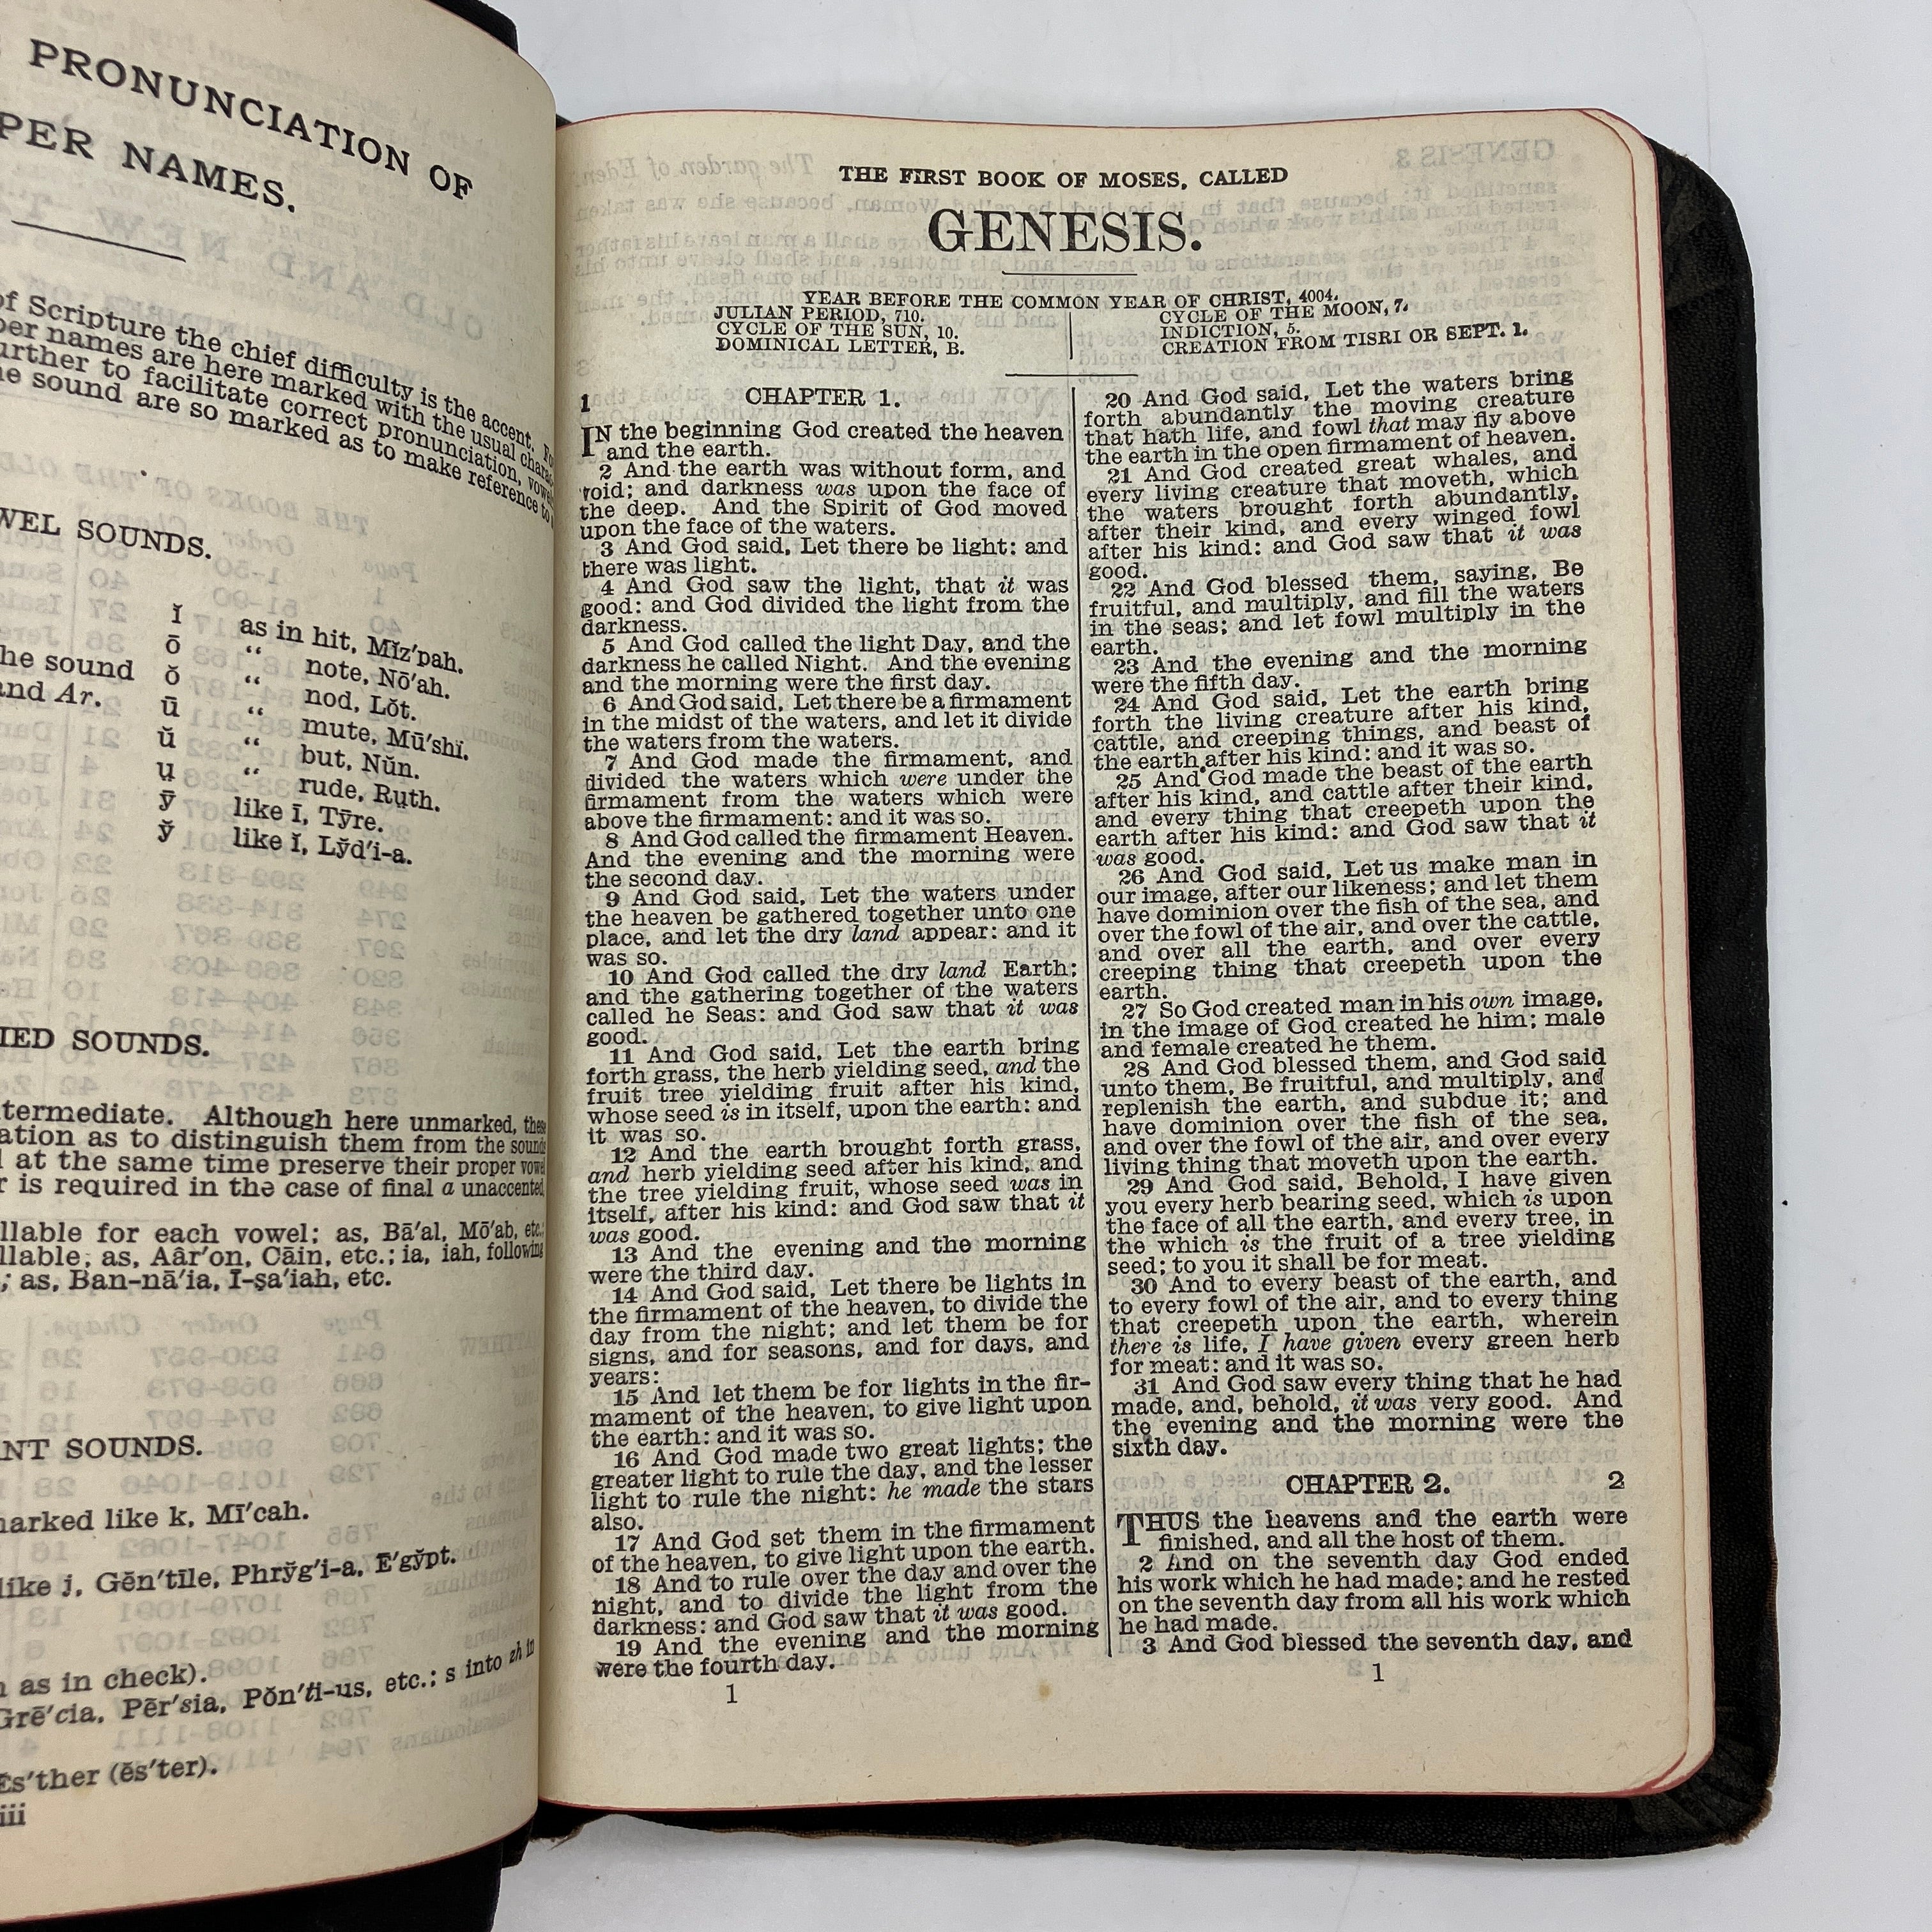 PRONUNCIATION OF
PER NAMES.
of Scripture the chief difficulty is the accent.
per names are here marked with the usual
urther to facilitate correct pronunciation,
e sound are so marked as to make reference to
WEL SOUNDS.
ĭ as in hit, Mĭz′pah.
ō “ note, Nō′ah.
he sound ŏ “ nod, Lŏt.
and Ar. ū “ mute, Mū′shī.
ŭ “ but, Nŭn.
ṳ “ rude, Rṳth.
ȳ like ī, Tȳre.
y̆ like ĭ, Ly̆d′i-a.
IED SOUNDS.
termediate. Although here unmarked, these
ation as to distinguish them from the sounds
at the same time preserve their proper vowel
r is required in the case of final a unaccented
llable for each vowel; as, Bā′al, Mō′ab, etc.;
llable; as, Aâr′on, Cāin, etc.; ia, iah, following
; as, Ban-nā′ia, Ī-ṣa′iah, etc.
NT SOUNDS.
marked like k, Mī′cah.
like j, Gĕn′tīle, Phry̆g′i-a, Ē′gy̆pt.
as in check).
Grē′cia, Pēr′sia, Pŏn′ti-us, etc.; s into zh in
Ĕs′ther (ĕs′ter).
iii
THE FIRST BOOK OF MOSES, CALLED
GENESIS.
YEAR BEFORE THE COMMON YEAR OF CHRIST, 4004.
JULIAN PERIOD, 710.
CYCLE OF THE SUN, 10.
DOMINICAL LETTER, B.
CYCLE OF THE MOON, 7.
INDICTION, 5.
CREATION FROM TISRI OR SEPT. 1.
1 CHAPTER 1.
IN the beginning God created the heaven
and the earth.
2 And the earth was without form, and
void; and darkness was upon the face of
the deep. And the Spirit of God moved
upon the face of the waters.
3 And God said, Let there be light: and
there was light.
4 And God saw the light, that it was
good: and God divided the light from the
darkness.
5 And God called the light Day, and the
darkness he called Night. And the evening
and the morning were the first day.
6 And God said, Let there be a firmament
in the midst of the waters, and let it divide
the waters from the waters.
7 And God made the firmament, and
divided the waters which were under the
firmament from the waters which were
above the firmament: and it was so.
8 And God called the firmament Heaven.
And the evening and the morning were
the second day.
9 And God said, Let the waters under
the heaven be gathered together unto one
place, and let the dry land appear: and it
was so.
10 And God called the dry land Earth;
and the gathering together of the waters
called he Seas: and God saw that it was
good.
11 And God said, Let the earth bring
forth grass, the herb yielding seed, and the
fruit tree yielding fruit after his kind,
whose seed is in itself, upon the earth: and
it was so.
12 And the earth brought forth grass,
and herb yielding seed after his kind, and
the tree yielding fruit, whose seed was in
itself, after his kind: and God saw that it
was good.
13 And the evening and the morning
were the third day.
14 And God said, Let there be lights in
the firmament of the heaven, to divide the
day from the night; and let them be for
signs, and for seasons, and for days, and
years:
15 And let them be for lights in the fir-
mament of the heaven, to give light upon
the earth: and it was so.
16 And God made two great lights; the
greater light to rule the day, and the lesser
light to rule the night: he made the stars
also.
17 And God set them in the firmament
of the heaven, to give light upon the earth.
18 And to rule over the day and over the
night, and to divide the light from the
darkness: and God saw that it was good.
19 And the evening and the morning
were the fourth day.
1
20 And God said, Let the waters bring
forth abundantly the moving creature
that hath life, and fowl that may fly above
the earth in the open firmament of heaven.
21 And God created great whales, and
every living creature that moveth, which
the waters brought forth abundantly,
after their kind, and every winged fowl
after his kind: and God saw that it was
good.
22 And God blessed them, saying, Be
fruitful, and multiply, and fill the waters
in the seas; and let fowl multiply in the
earth.
23 And the evening and the morning
were the fifth day.
24 And God said, Let the earth bring
forth the living creature after his kind,
cattle, and creeping things, and beast of
the earth after his kind: and it was so.
25 And God made the beast of the earth
after his kind, and cattle after their kind,
and every thing that creepeth upon the
earth after his kind: and God saw that it
was good.
26 And God said, Let us make man in
our image, after our likeness; and let them
have dominion over the fish of the sea, and
over the fowl of the air, and over the cattle,
and over all the earth, and over every
creeping thing that creepeth upon the
earth.
27 So God created man in his own image,
in the image of God created he him; male
and female created he them.
28 And God blessed them, and God said
unto them, Be fruitful, and multiply, and
replenish the earth, and subdue it; and
have dominion over the fish of the sea,
and over the fowl of the air, and over every
living thing that moveth upon the earth.
29 And God said, Behold, I have given
you every herb bearing seed, which is upon
the face of all the earth, and every tree, in
the which is the fruit of a tree yielding
seed; to you it shall be for meat.
30 And to every beast of the earth, and
to every fowl of the air, and to every thing
that creepeth upon the earth, wherein
there is life, I have given every green herb
for meat: and it was so.
31 And God saw every thing that he had
made, and, behold, it was very good. And
the evening and the morning were the
sixth day.
CHAPTER 2. 2
THUS the heavens and the earth were
finished, and all the host of them.
2 And on the seventh day God ended
his work which he had made; and he rested
on the seventh day from all his work which
he had made.
3 And God blessed the seventh day, and
1